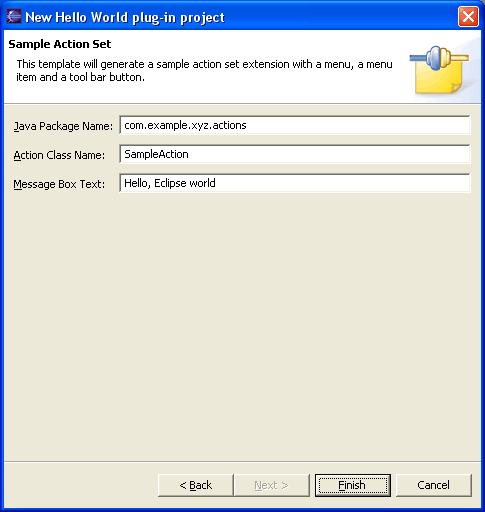 New Hello World plug-in project
Sample Action Set
This template will generate a sample action set extension with a menu, a menu
item and a tool bar button.
Java Package Name: com.example.xyz.actions
Action Class Name: SampleAction
Message Box Text: Hello, Eclipse world
< Back Next > Finish Cancel